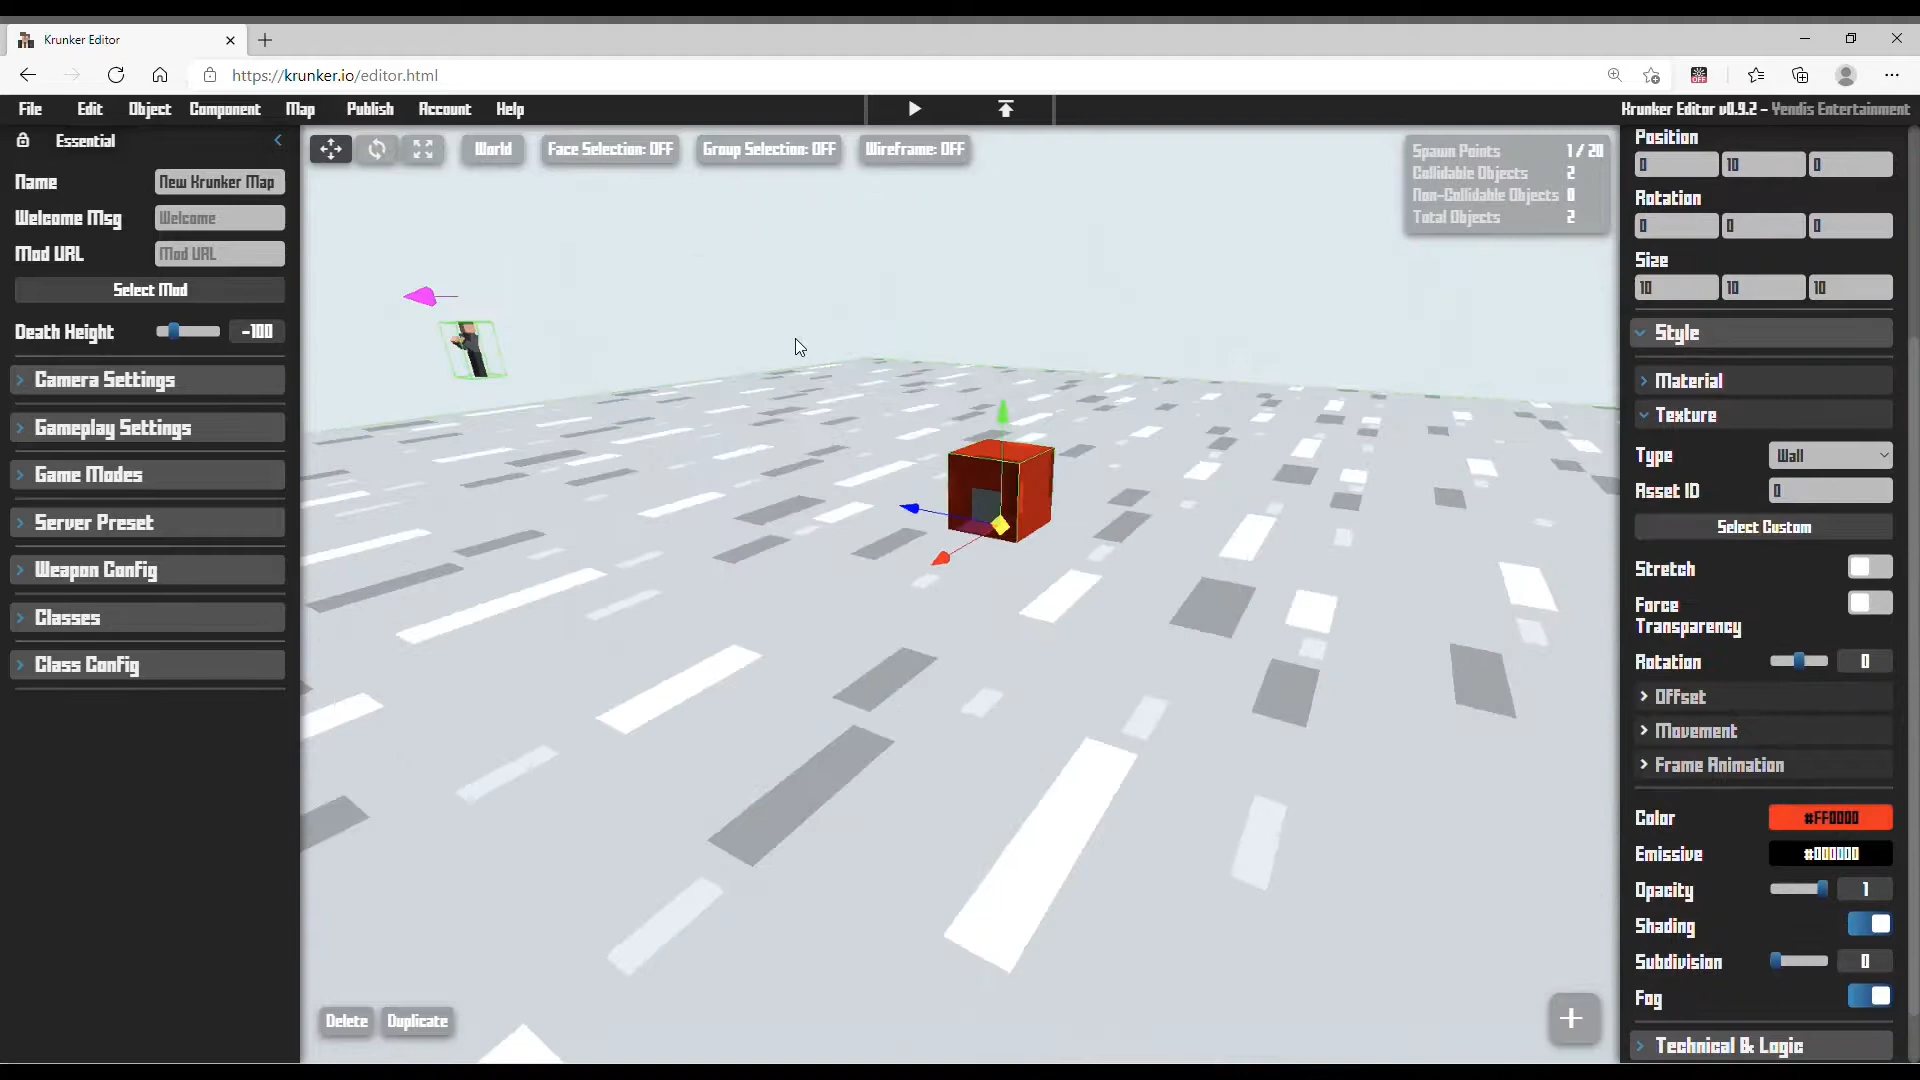 Krunker Editor
https://krunker.io/editor.html
File Edit Object Component Map Publish Account Help
Krunker Editor v0.9.2 - Yendis Entertainment
Essential
Name New Krunker Map
Welcome Msg Welcome
Mod URL Mod URL
Select Mod
Death Height -100
Camera Settings
Gameplay Settings
Game Modes
Server Preset
Weapon Config
Classes
Class Config
World Face Selection: OFF Group Selection: OFF Wireframe: OFF
Spawn Points 1 / 20
Collidable Objects 2
Non-Collidable Objects 0
Total Objects 2
Delete Duplicate
Position
0 10 0
Rotation
0 0 0
Size
10 10 10
Style
Material
Texture
Type Wall
Asset ID 0
Select Custom
Stretch
Force
Transparency
Rotation 0
Offset
Movement
Frame Animation
Color #FF0000
Emissive #000000
Opacity 1
Shading
Subdivision 0
Fog
Technical & Logic